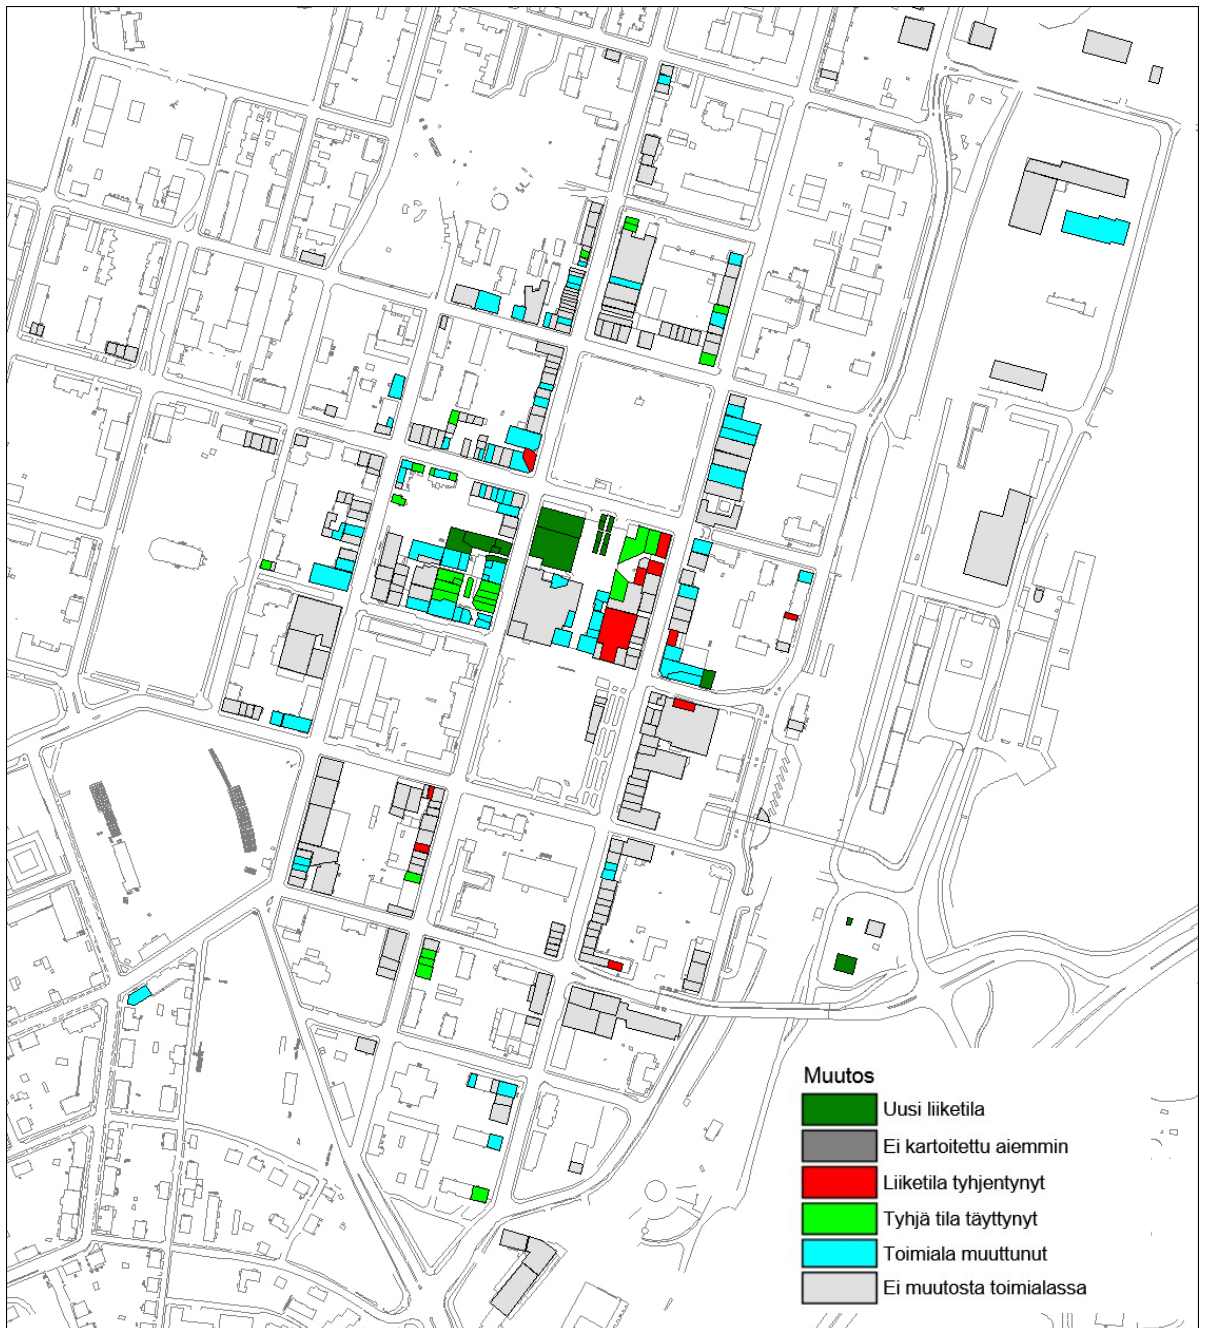 Muutos
Uusi liiketila
Ei kartoitettu aiemmin
Liiketila tyhjentynyt
Tyhjä tila täyttynyt
Toimiala muuttunut
Ei muutosta toimialassa